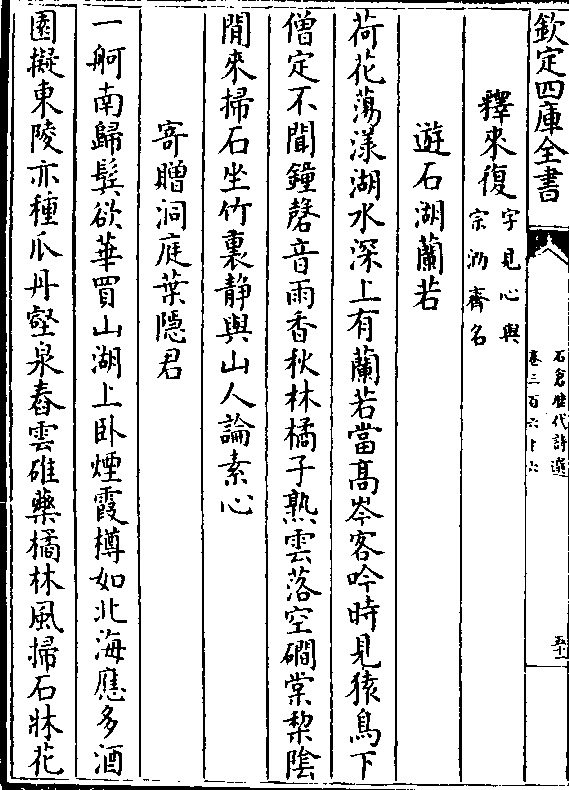 欽定四庫全書
石倉歷代詩選
卷三百六十六
釋來復
字見心與
宗泐齊名
遊石湖蘭若
荷花蕩漾湖水深上有蘭若當高岑客吟時見猿鳥下
僧定不聞鐘磬音雨香秋林橘子熟雲落空磵棠梨陰
閒來掃石坐竹裏靜與山人論素心
寄贈洞庭葉隱君
一舸南歸髩欲華買山湖上卧煙霞樽如北海應多酒
園擬東陵亦種瓜丹壑泉舂雲碓藥橘林風掃石牀花